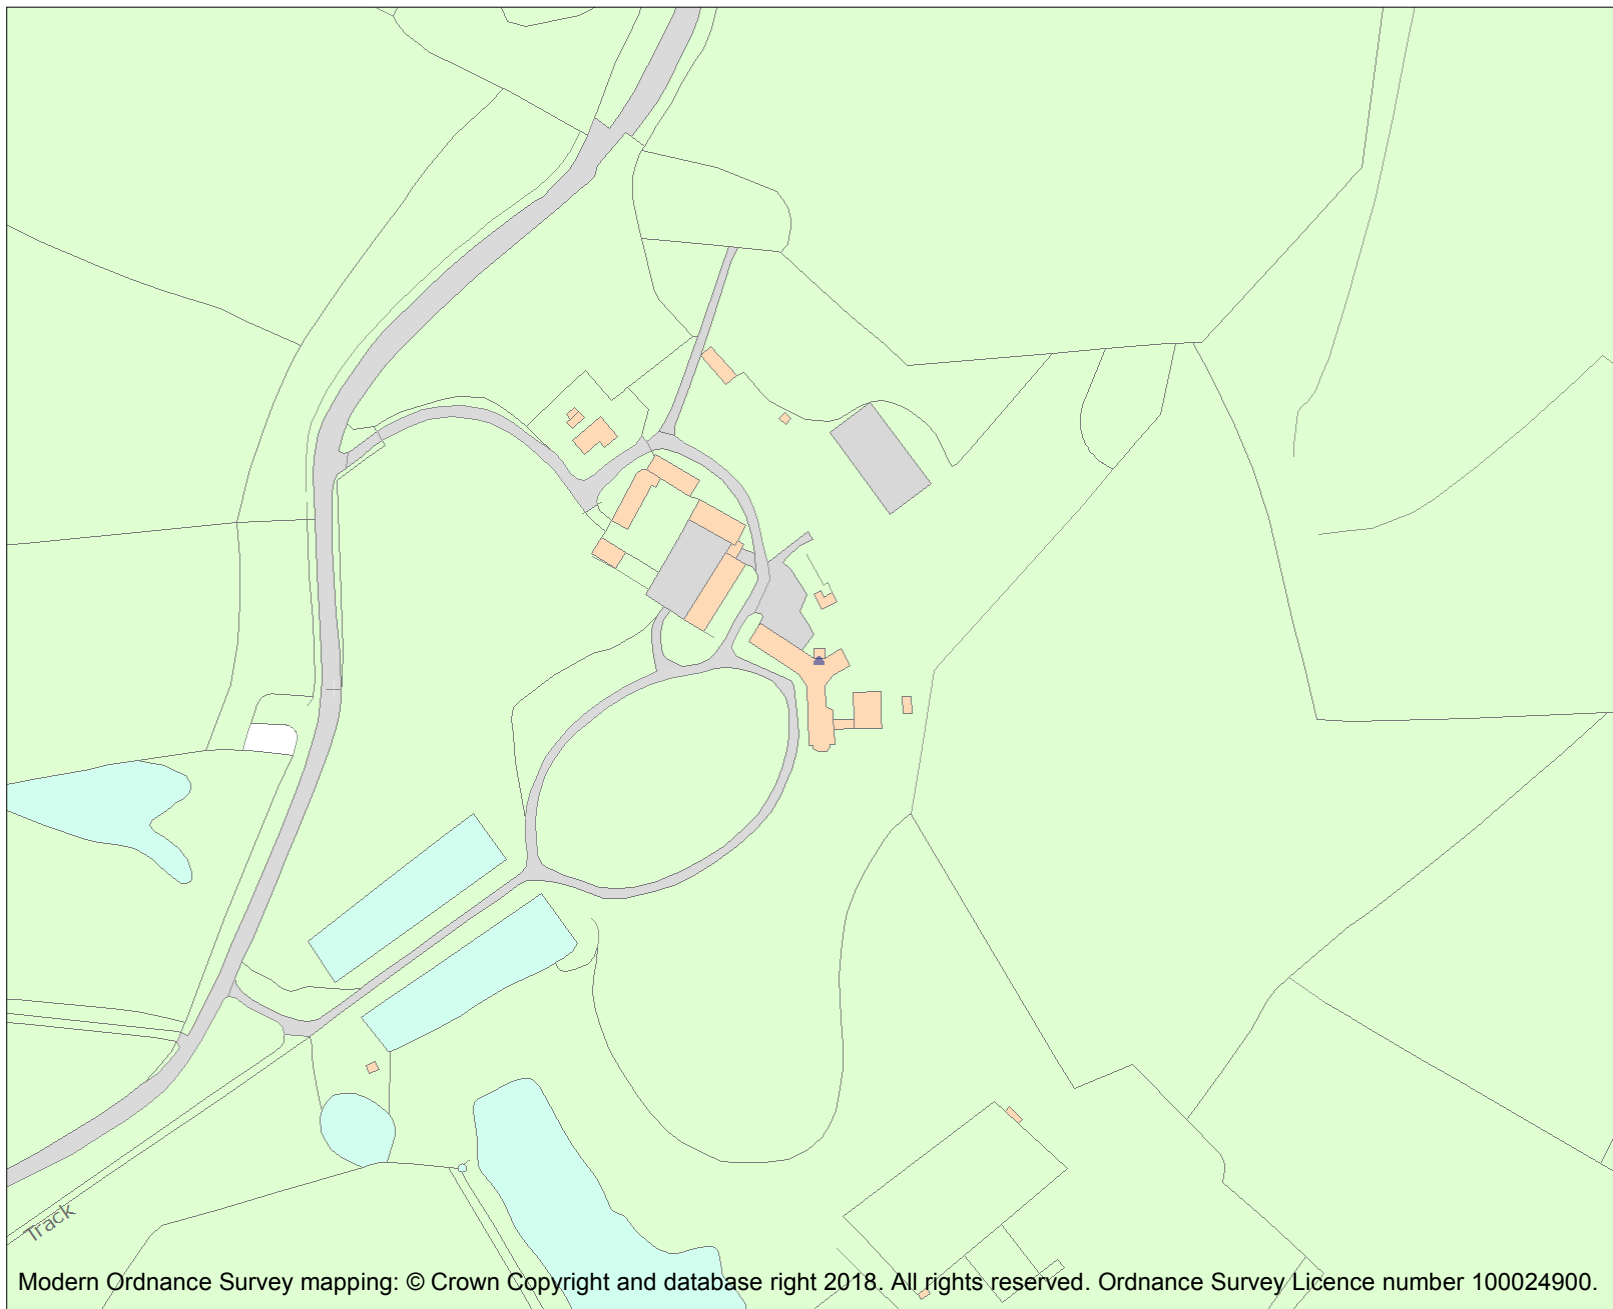 Track
Modern Ordnance Survey mapping: © Crown Copyright and database right 2018. All rights reserved. Ordnance Survey Licence number 100024900.